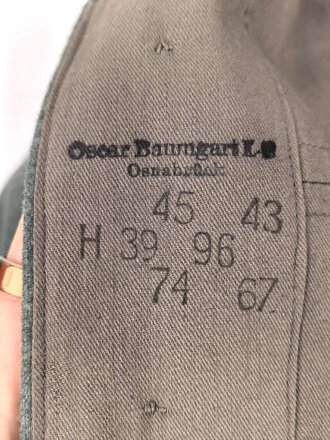 Oscar Baumgart
Osnabrück
45 43
H 39 96
74 67